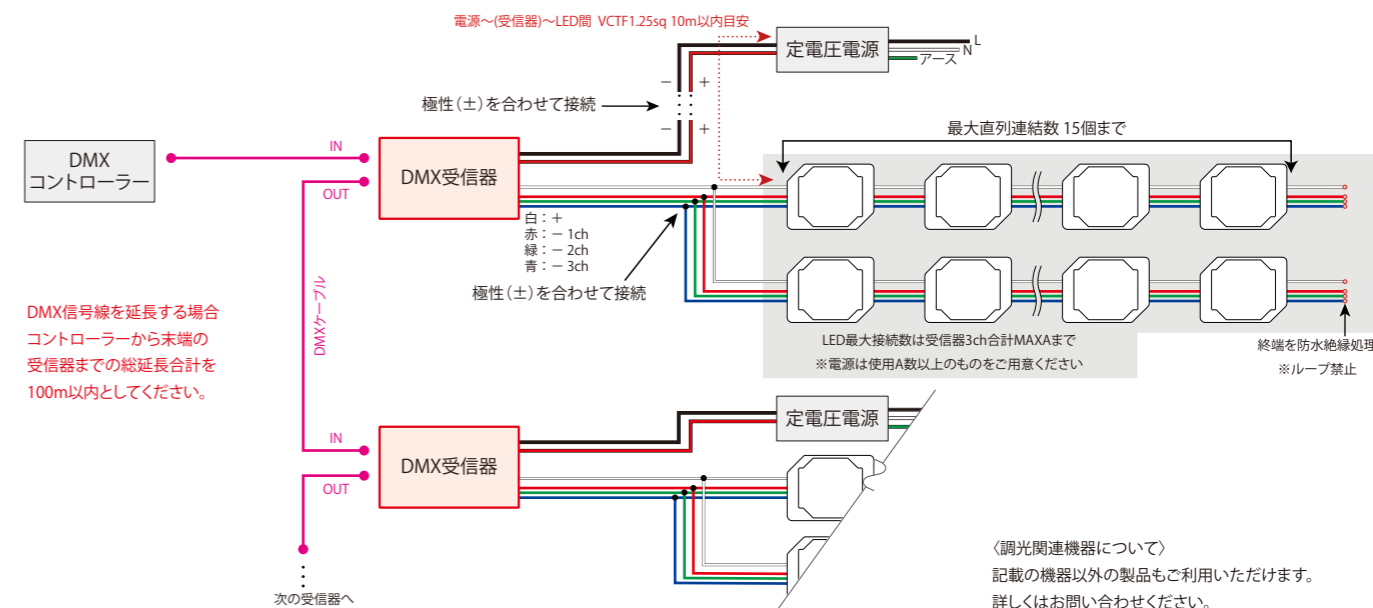 電源～(受信器)～LED間 VCTF1.25sq 10m以内目安
定電圧電源
L
N
アース
－ ＋
極性(±)を合わせて接続
－ ＋
最大直列連結数 15個まで
DMX
コントローラー
IN
OUT
DMX受信器
白：＋
赤：－ 1ch
緑：－ 2ch
青：－ 3ch
極性(±)を合わせて接続
DMXケーブル
DMX信号線を延長する場合
コントローラーから末端の
受信器までの総延長合計を
100m以内としてください。
LED最大接続数は受信器3ch合計MAXAまで
※電源は使用A数以上のものをご用意ください
終端を防水絶縁処理
※ループ禁止
定電圧電源
IN
OUT
DMX受信器
次の受信器へ
〈調光関連機器について〉
記載の機器以外の製品もご利用いただけます。
詳しくはお問い合わせください。